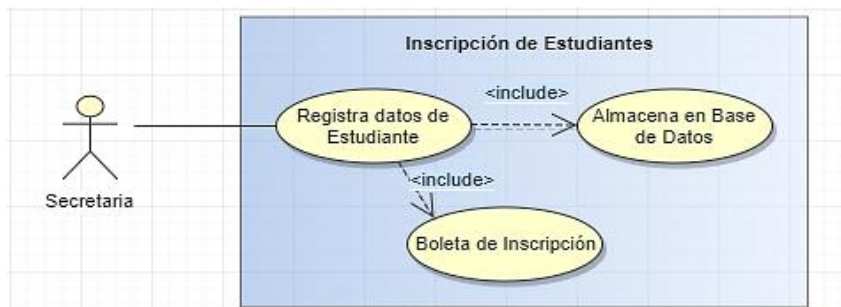 Inscripción de Estudiantes
<include>
Registra datos de
Estudiante
Almacena en Base
de Datos
<include>
Secretaria
Boleta de Inscripción